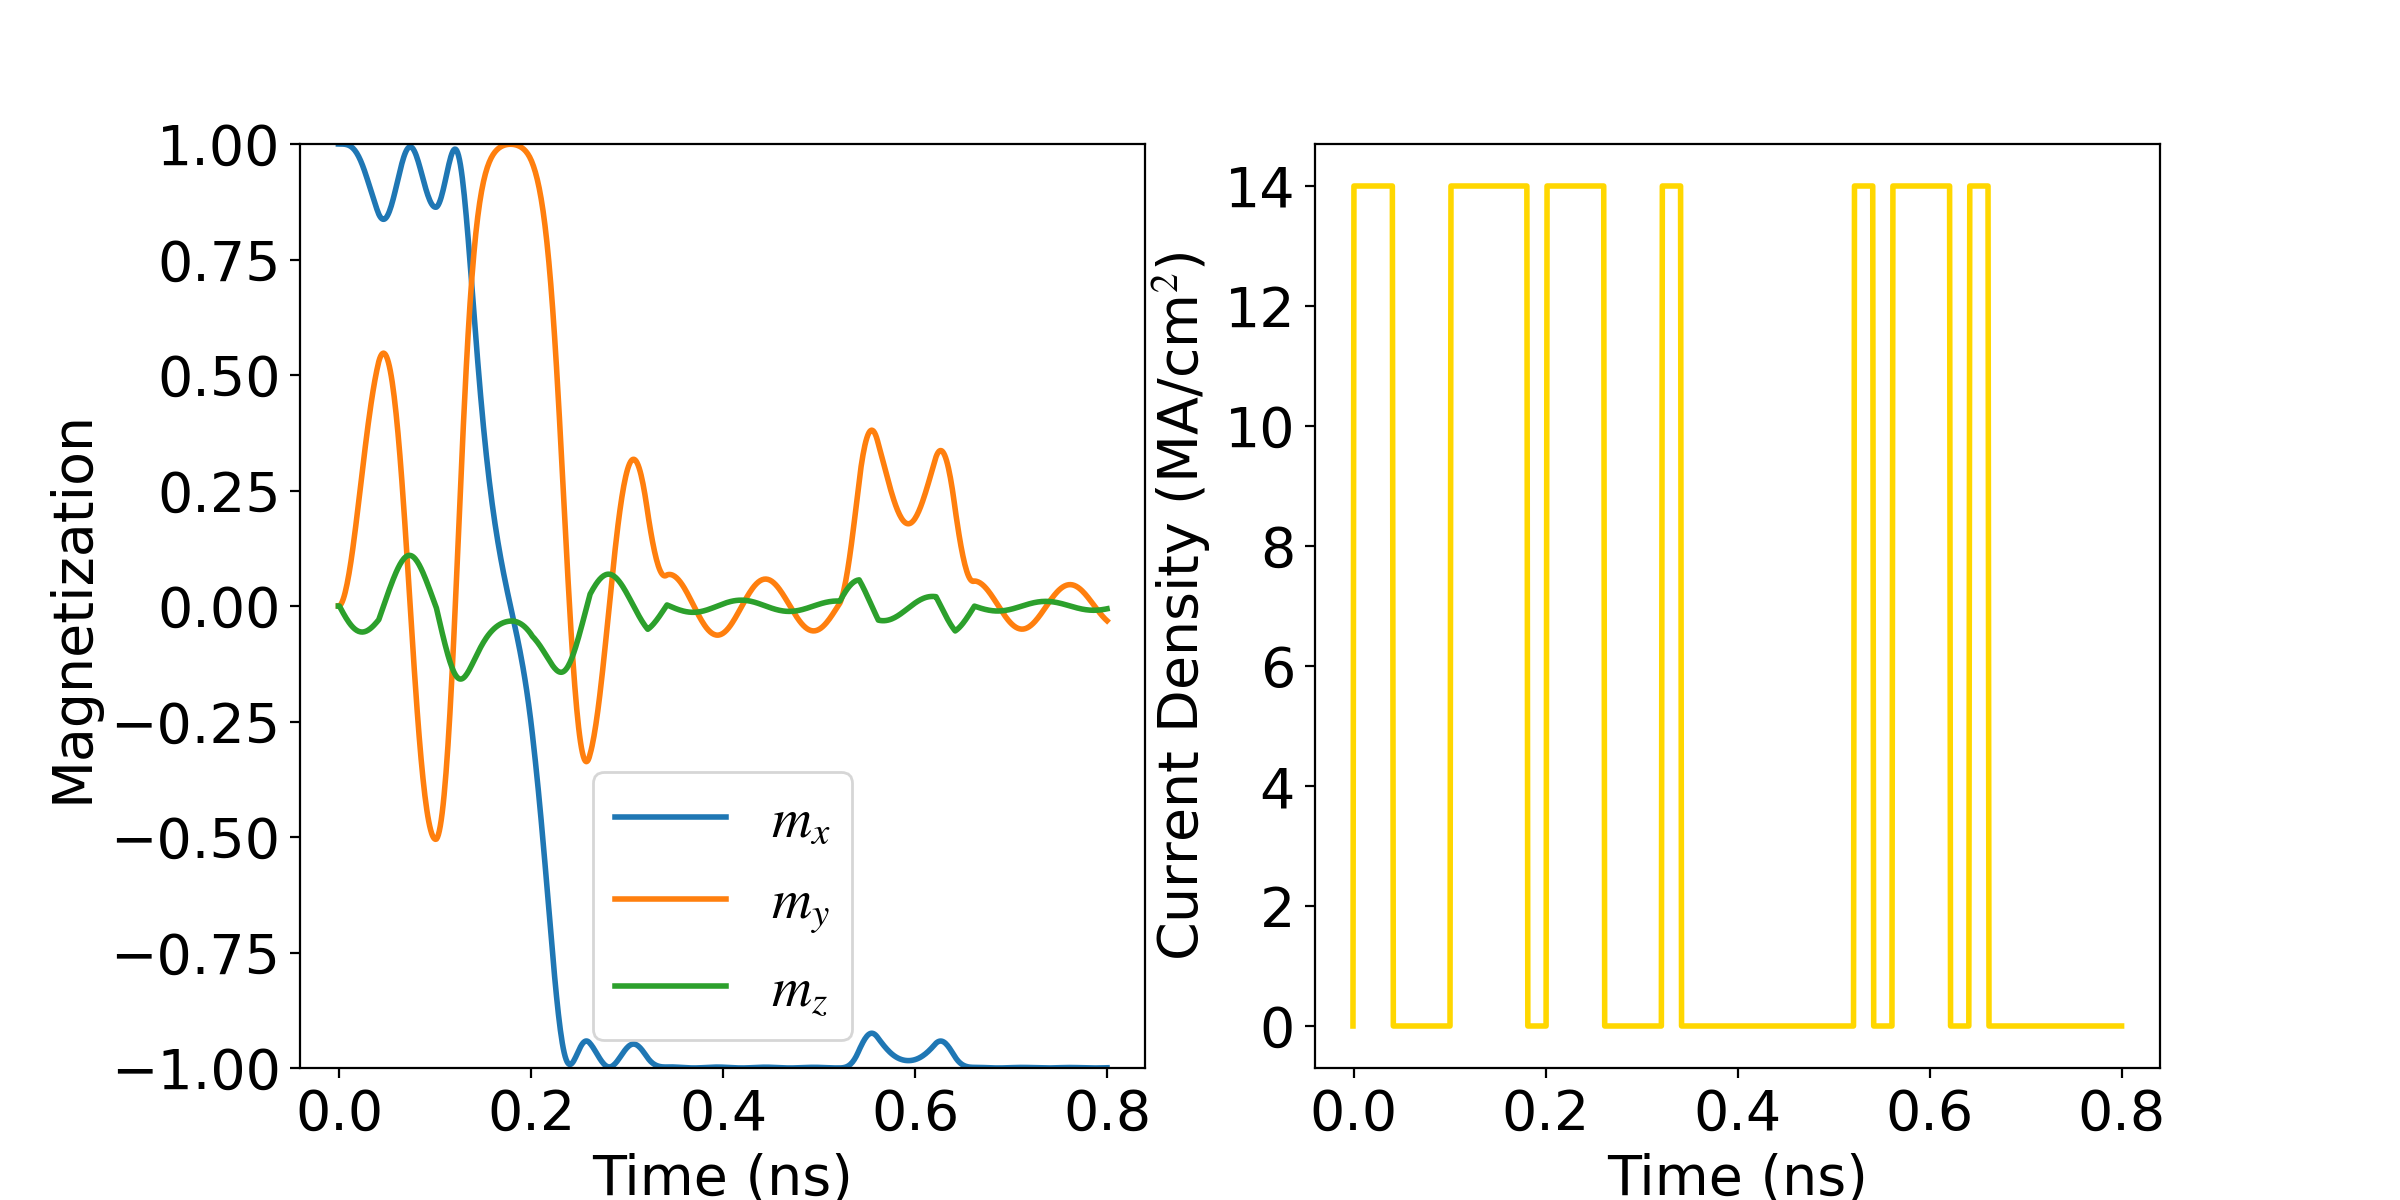 1.00
0.75
0.50
0.25
0.00
−0.25
−0.50
−0.75
−1.00
Magnetization
0.0 0.2 0.4 0.6 0.8
Time (ns)
m_x
m_y
m_z
14
12
10
8
6
4
2
0
Current Density (MA/cm²)
0.0 0.2 0.4 0.6 0.8
Time (ns)